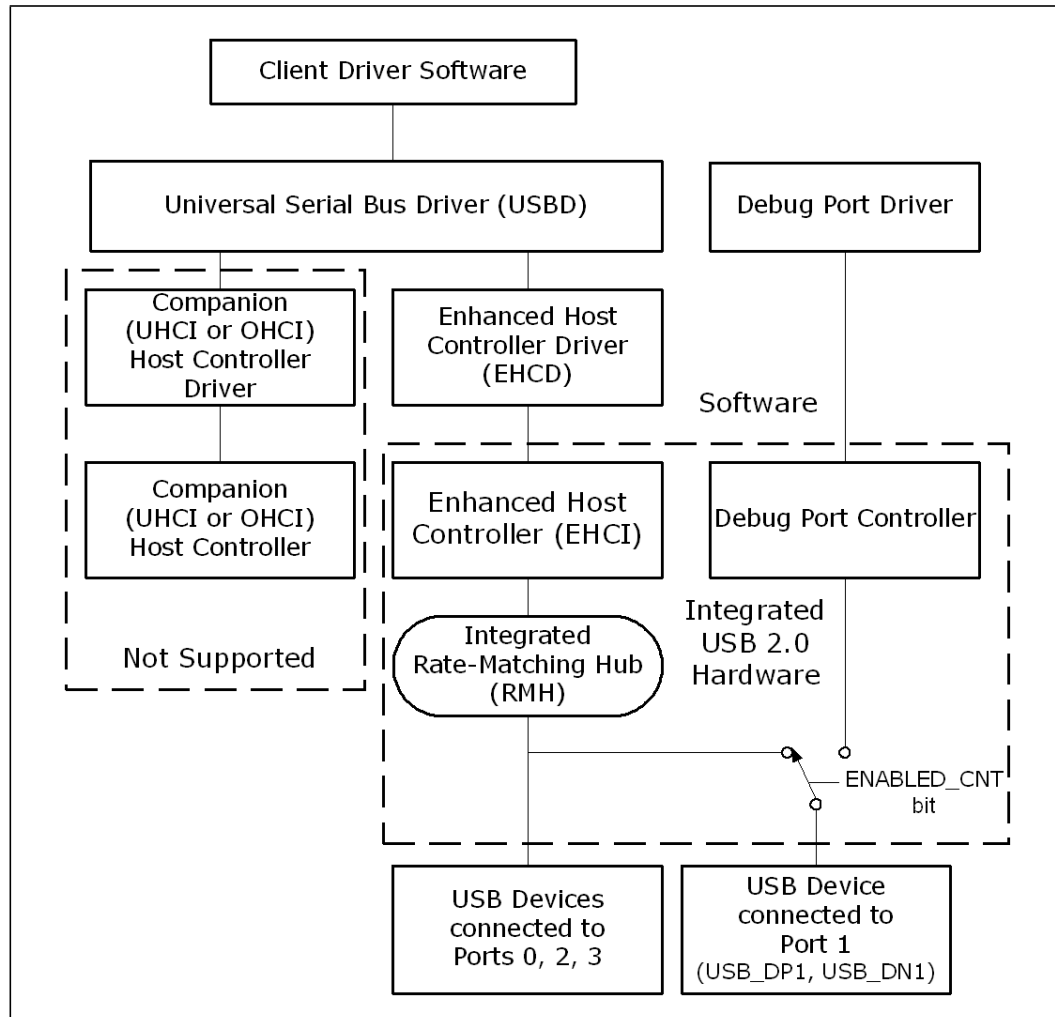 Client Driver Software
Universal Serial Bus Driver (USBD)
Debug Port Driver
Companion
(UHCI or OHCI)
Host Controller
Driver
Enhanced Host
Controller Driver
(EHCD)
Software
Companion
(UHCI or OHCI)
Host Controller
Enhanced Host
Controller (EHCI)
Debug Port Controller
Not Supported
Integrated
Rate-Matching Hub
(RMH)
Integrated
USB 2.0
Hardware
ENABLED_CNT
bit
USB Devices
connected to
Ports 0, 2, 3
USB Device
connected to
Port 1
(USB_DP1, USB_DN1)